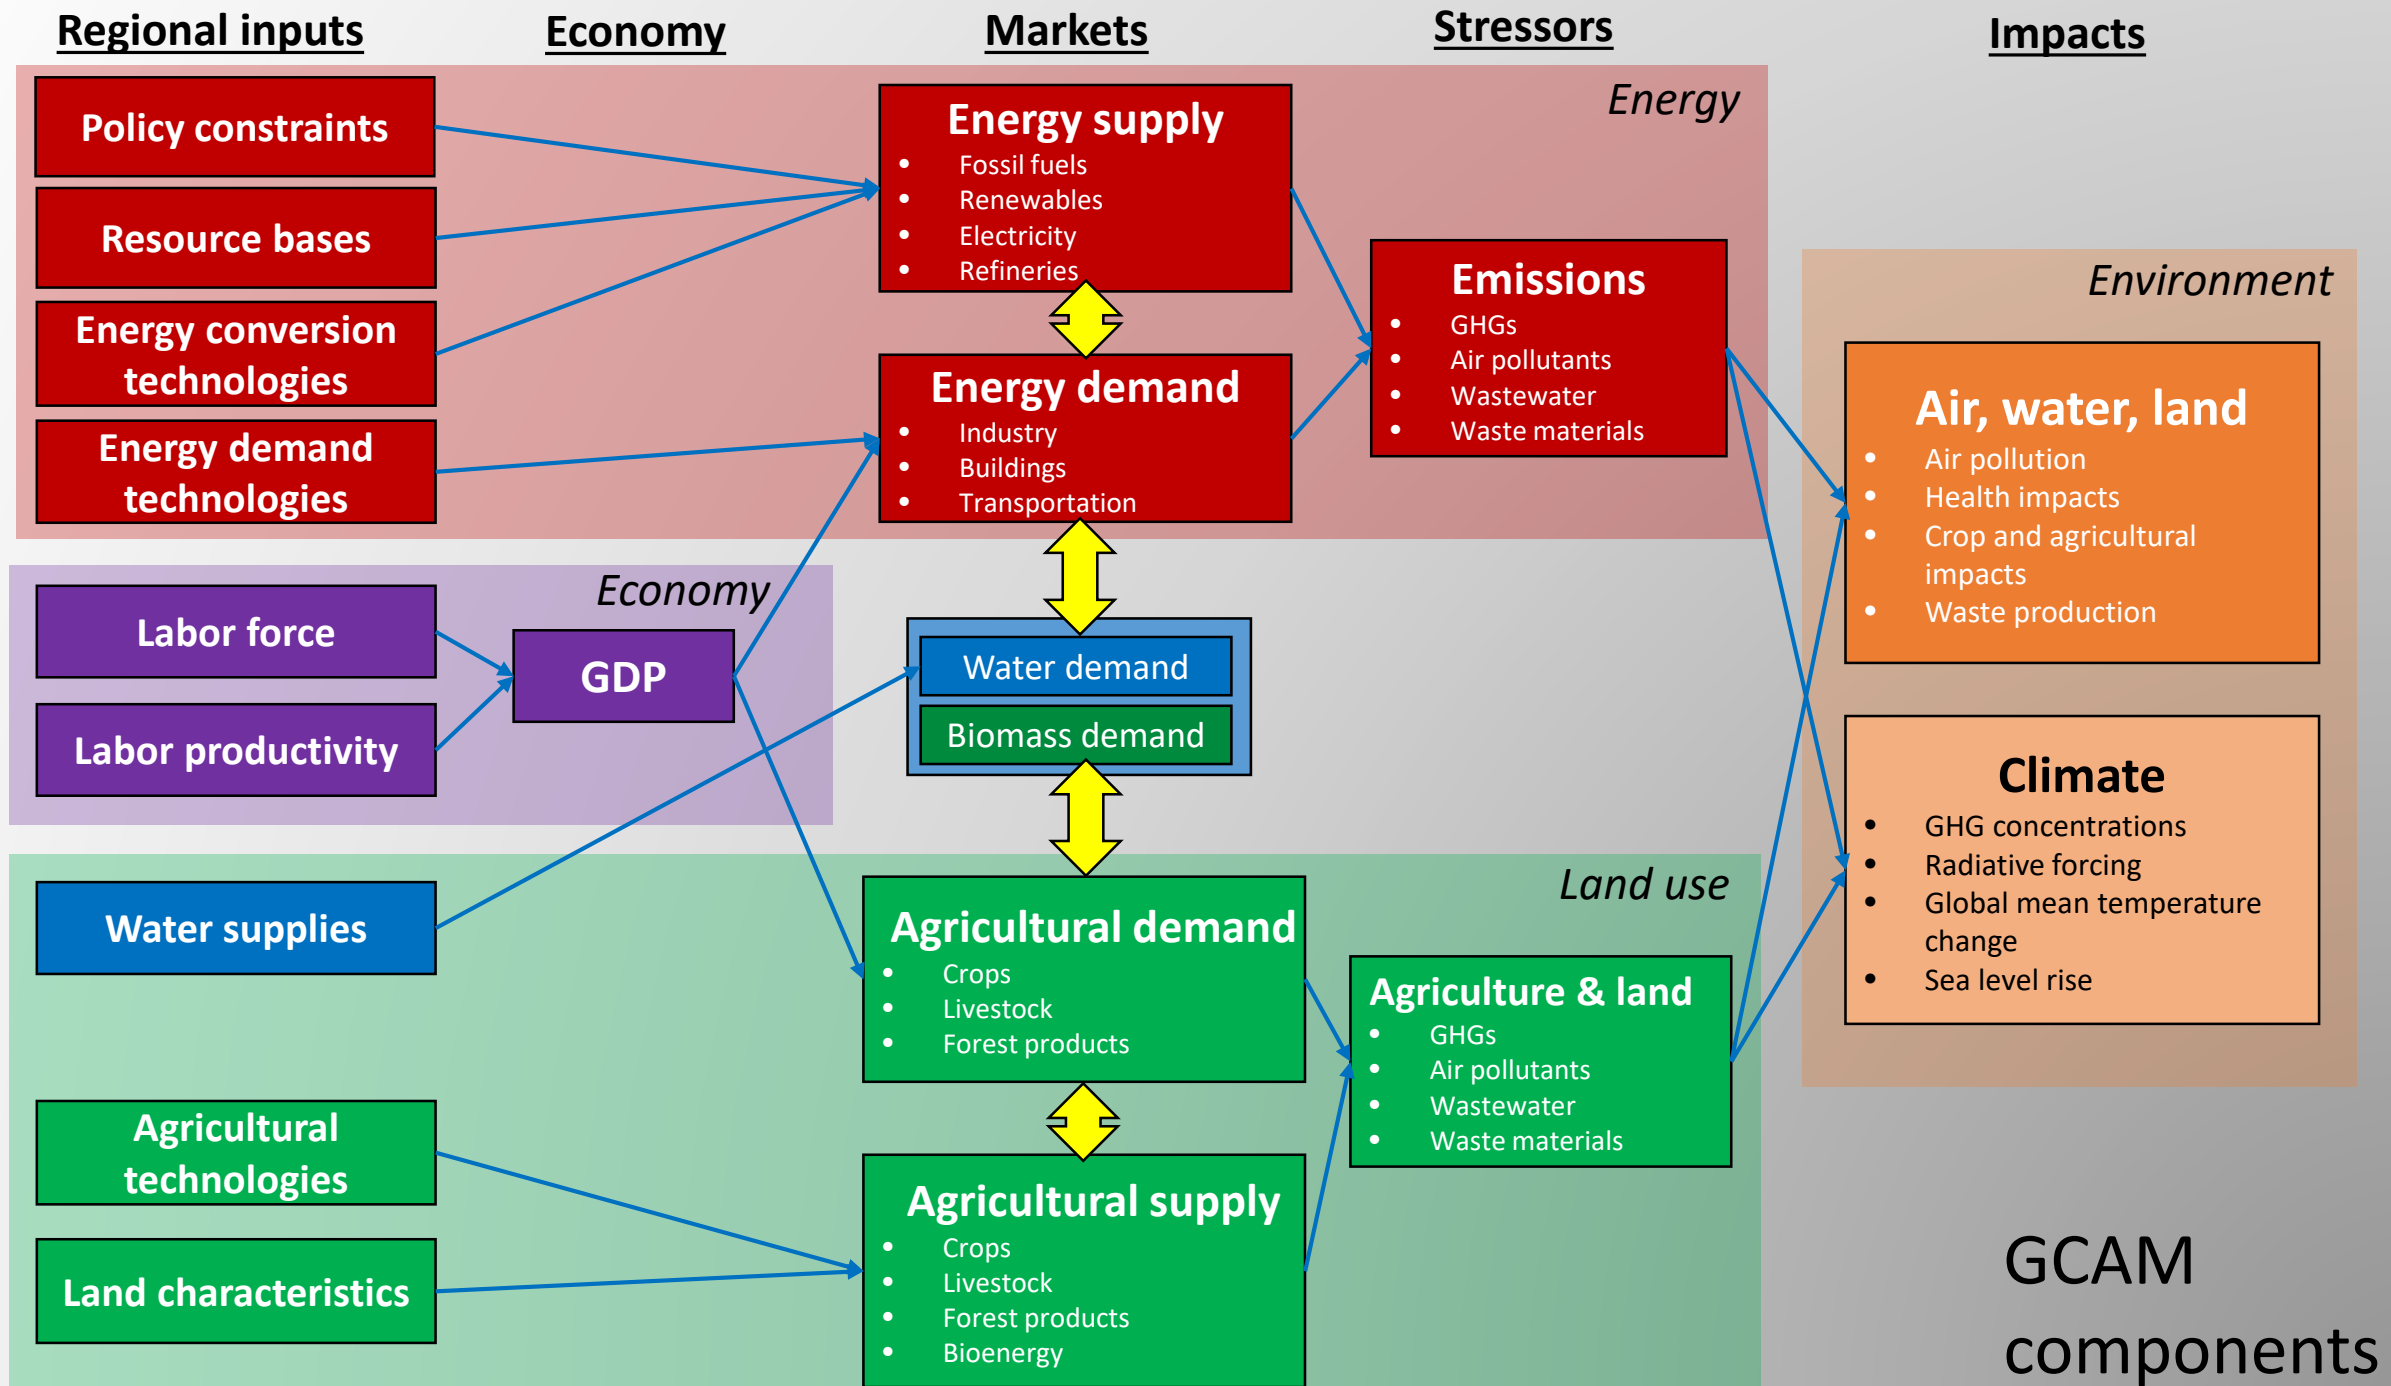 Regional inputs
Economy
Markets
Stressors
Impacts
Energy
Policy constraints
Resource bases
Energy conversion
technologies
Energy demand
technologies
Energy supply
• Fossil fuels
• Renewables
• Electricity
• Refineries
Energy demand
• Industry
• Buildings
• Transportation
Emissions
• GHGs
• Air pollutants
• Wastewater
• Waste materials
Economy
Labor force
Labor productivity
GDP
Water demand
Biomass demand
Land use
Water supplies
Agricultural
technologies
Land characteristics
Agricultural demand
• Crops
• Livestock
• Forest products
Agricultural supply
• Crops
• Livestock
• Forest products
• Bioenergy
Agriculture & land
• GHGs
• Air pollutants
• Wastewater
• Waste materials
Environment
Air, water, land
• Air pollution
• Health impacts
• Crop and agricultural
impacts
• Waste production
Climate
• GHG concentrations
• Radiative forcing
• Global mean temperature
change
• Sea level rise
GCAM
components